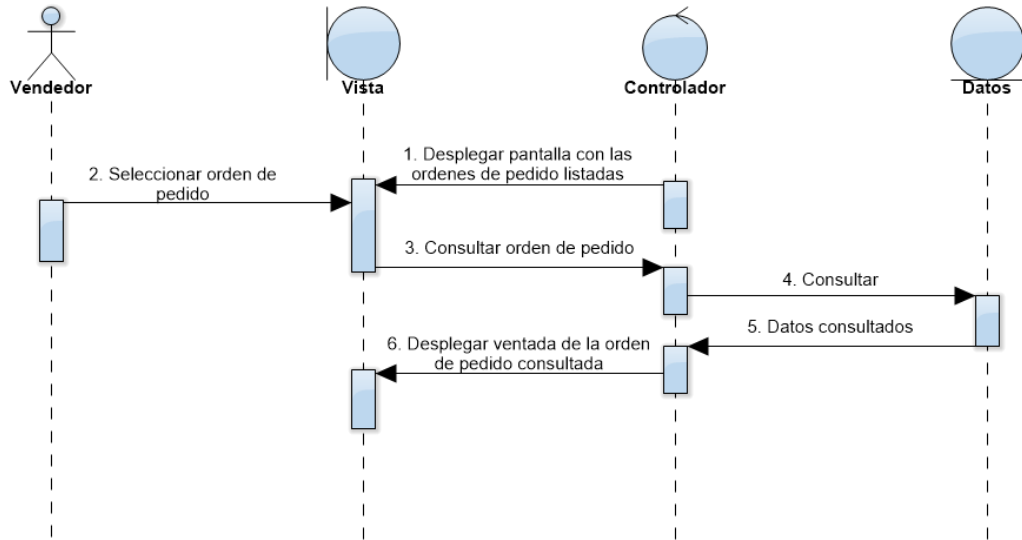 Vendedor
Vista
Controlador
Datos
1. Desplegar pantalla con las
ordenes de pedido listadas
2. Seleccionar orden de
pedido
3. Consultar orden de pedido
4. Consultar
5. Datos consultados
6. Desplegar ventada de la orden
de pedido consultada